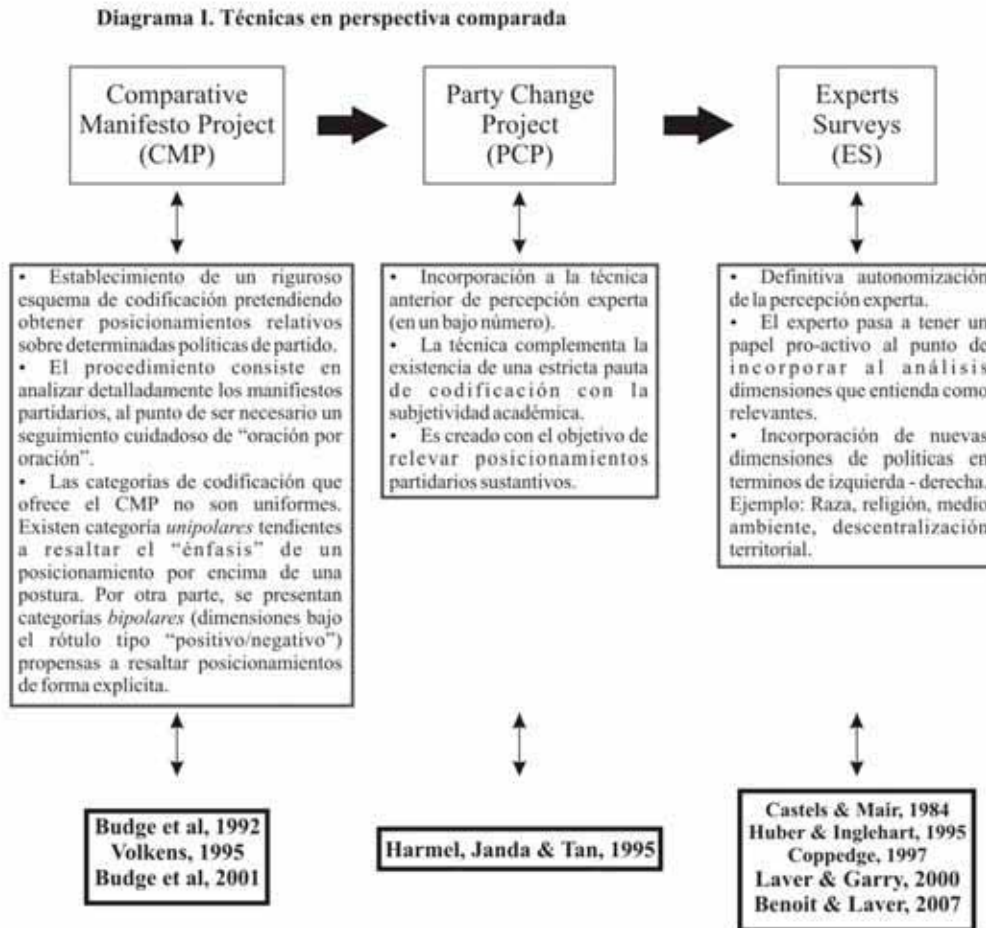 Diagrama I. Técnicas en perspectiva comparada
Comparative
Manifesto Project
(CMP)
Party Change
Project
(PCP)
Experts
Surveys
(ES)
• Establecimiento de un riguroso
esquema de codificación pretendiendo
obtener posicionamientos relativos
sobre determinadas políticas de partido.
• El procedimiento consiste en
analizar detalladamente los manifiestos
partidarios, al punto de ser necesario un
seguimiento cuidadoso de “oración por
oración”.
• Las categorías de codificación que
ofrece el CMP no son uniformes.
Existen categoría unipolares tendientes
a resaltar el “énfasis” de un
posicionamiento por encima de una
postura. Por otra parte, se presentan
categorías bipolares (dimensiones bajo
el rótulo tipo “positivo/negativo”)
propensas a resaltar posicionamientos
de forma explícita.
• Incorporación a la técnica
anterior de percepción experta
(en un bajo número).
• La técnica complementa la
existencia de una estricta pauta
de codificación con la
subjetividad académica.
• Es creado con el objetivo de
relevar posicionamientos
partidarios sustantivos.
• Definitiva autonomización
de la percepción experta.
• El experto pasa a tener un
papel pro-activo al punto de
incorporar al análisis
dimensiones que entienda como
relevantes.
• Incorporación de nuevas
dimensiones de políticas en
terminos de izquierda - derecha.
Ejemplo: Raza, religión, medio
ambiente, descentralización
territorial.
Budge et al, 1992
Volkens, 1995
Budge et al, 2001
Harmel, Janda & Tan, 1995
Castels & Mair, 1984
Huber & Inglehart, 1995
Coppedge, 1997
Laver & Garry, 2000
Benoit & Laver, 2007